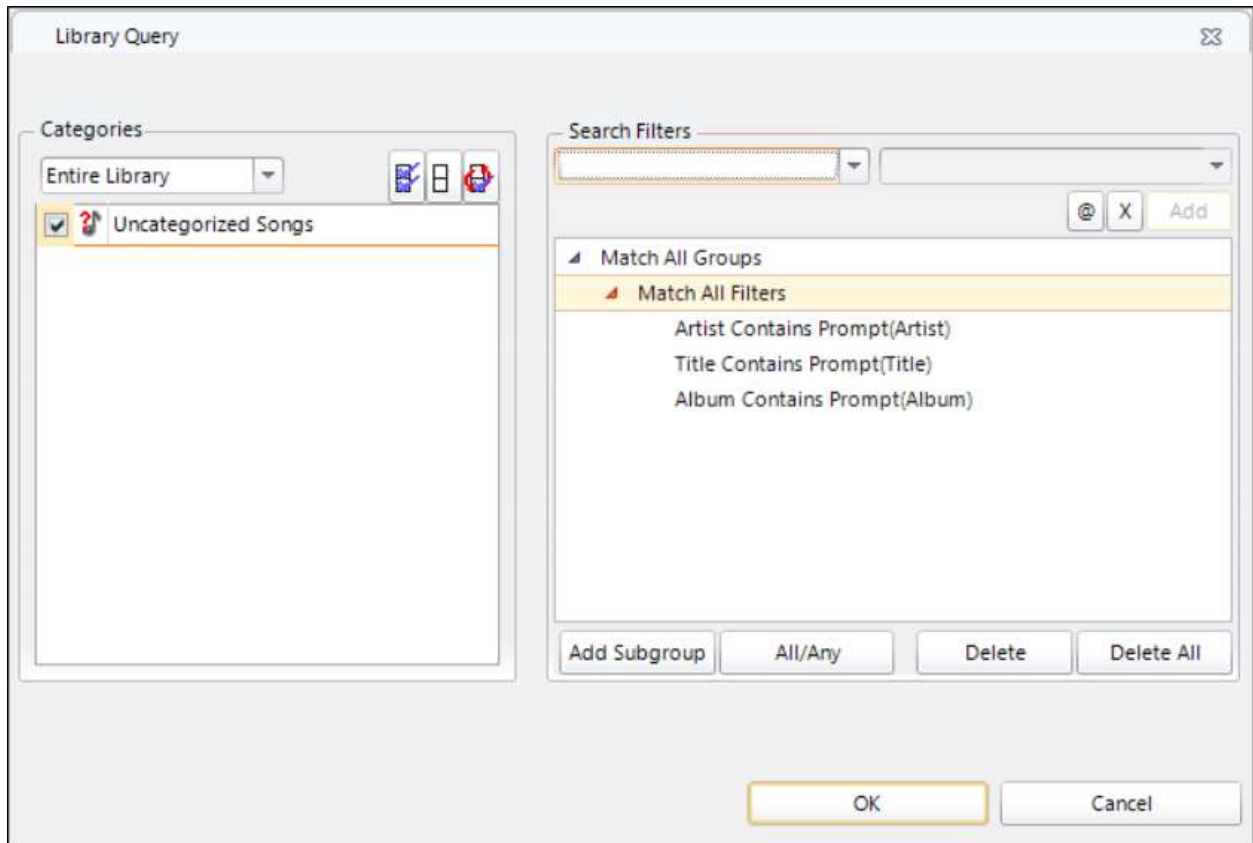 Library Query
Categories
Entire Library
Uncategorized Songs
Search Filters
@ X Add
Match All Groups
Match All Filters
Artist Contains Prompt(Artist)
Title Contains Prompt(Title)
Album Contains Prompt(Album)
Add Subgroup All/Any Delete Delete All
OK Cancel